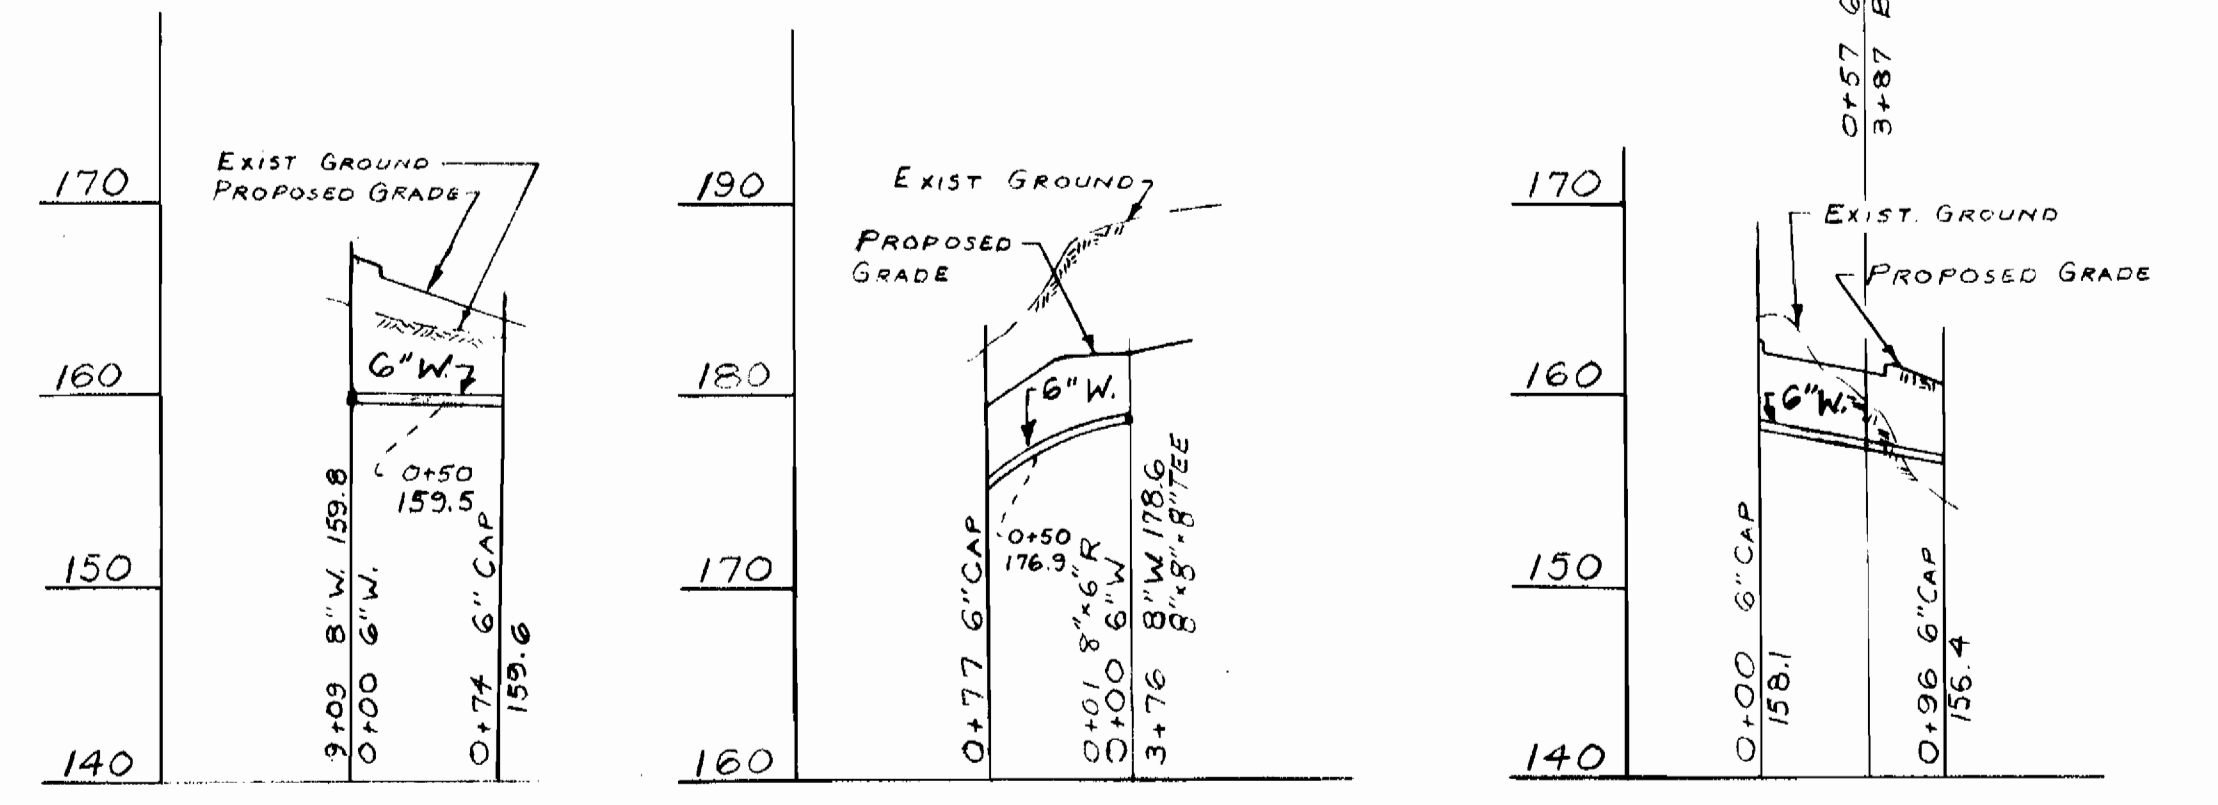 170
160
150
140
EXIST GROUND
PROPOSED GRADE
6" W.
0+50
159.5
9+09 8" W. 159.8
0+00 6" W.
0+74 6" CAP
159.6
190
180
170
160
EXIST GROUND
PROPOSED
GRADE
6" W.
0+50
176.9
0+77 6" CAP
0+01 8"×6" R
0+00 6" W
3+76 8" W 178.6
8"×8"×8" TEE
170
160
150
140
0+57 6
3+87
EXIST. GROUND
PROPOSED GRADE
6" W.
0+00 6" CAP
158.1
0+96 6" CAP
156.4